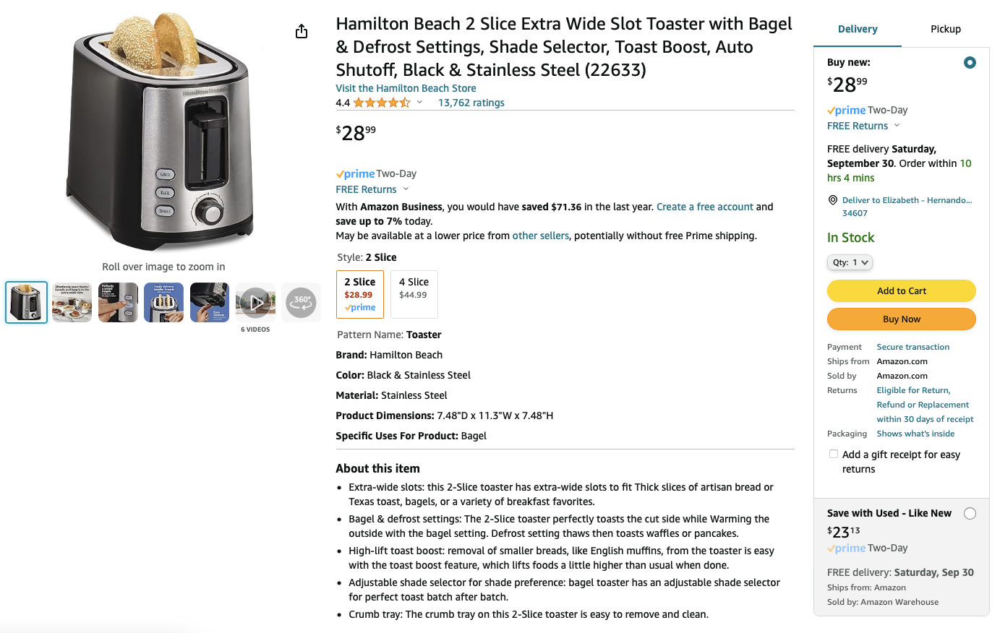 Hamilton Beach 2 Slice Extra Wide Slot Toaster with Bagel
& Defrost Settings, Shade Selector, Toast Boost, Auto
Shutoff, Black & Stainless Steel (22633)
Visit the Hamilton Beach Store
4.4
13,762 ratings
$28 99
prime Two-Day
FREE Returns
With Amazon Business, you would have saved $71.36 in the last year. Create a free account and
save up to 7% today.
May be available at a lower price from other sellers, potentially without free Prime shipping.
Style: 2 Slice
2 Slice
$28.99
prime
4 Slice
$44.99
Pattern Name: Toaster
Brand: Hamilton Beach
Color: Black & Stainless Steel
Material: Stainless Steel
Product Dimensions: 7.48"D x 11.3"W x 7.48"H
Specific Uses For Product: Bagel
About this item
• Extra-wide slots: this 2-Slice toaster has extra-wide slots to fit Thick slices of artisan bread or
Texas toast, bagels, or a variety of breakfast favorites.
• Bagel & defrost settings: The 2-Slice toaster perfectly toasts the cut side while Warming the
outside with the bagel setting. Defrost setting thaws then toasts waffles or pancakes.
• High-lift toast boost: removal of smaller breads, like English muffins, from the toaster is easy
with the toast boost feature, which lifts foods a little higher than usual when done.
• Adjustable shade selector for shade preference: bagel toaster has an adjustable shade selector
for perfect toast batch after batch.
• Crumb tray: The crumb tray on this 2-Slice toaster is easy to remove and clean.
Hamilton Beach
CANCEL
BAGEL
DEFROST
Roll over image to zoom in
360°
6 VIDEOS
Delivery
Pickup
Buy new:
$28 99
prime Two-Day
FREE Returns
FREE delivery Saturday,
September 30. Order within 10
hrs 4 mins
Deliver to Elizabeth - Hernando...
34607
In Stock
Qty: 1
Add to Cart
Buy Now
Payment Secure transaction
Ships from Amazon.com
Sold by Amazon.com
Returns Eligible for Return,
Refund or Replacement
within 30 days of receipt
Packaging Shows what's inside
Add a gift receipt for easy
returns
Save with Used - Like New
$23 13
prime Two-Day
FREE delivery: Saturday, Sep 30
Ships from: Amazon
Sold by: Amazon Warehouse